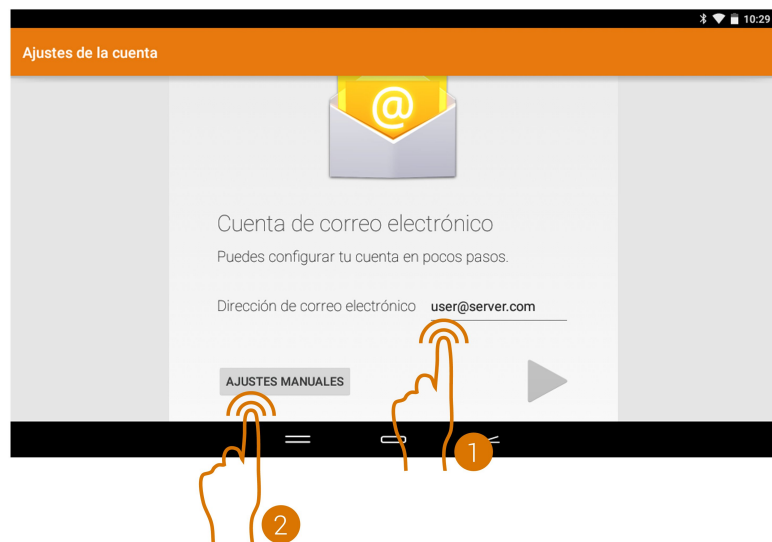 10:29
Ajustes de la cuenta
@
Cuenta de correo electrónico
Puedes configurar tu cuenta en pocos pasos.
Dirección de correo electrónico user@server.com
AJUSTES MANUALES
1
2